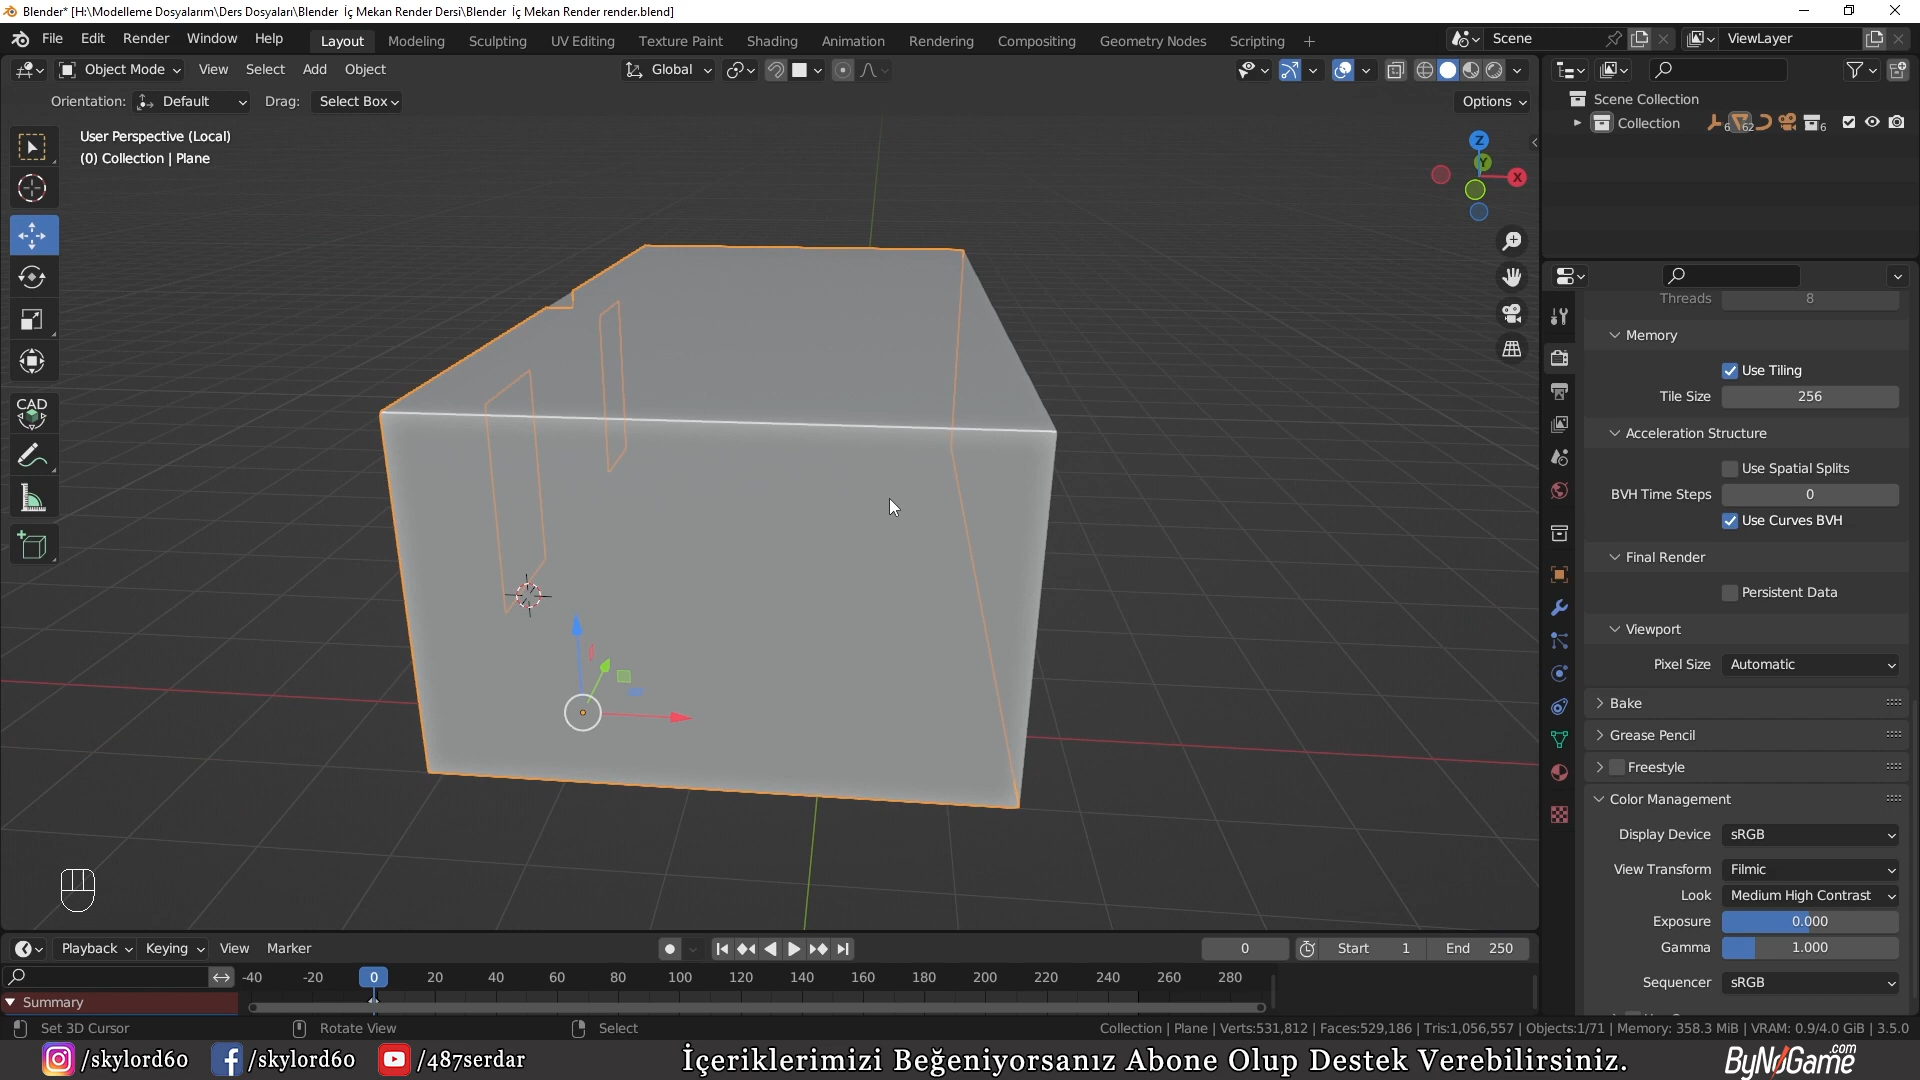 Blender* [H:\Modelleme Dosyalarım\Ders Dosyaları\Blender İç Mekan Render Dersi\Blender İç Mekan Render render.blend]
File Edit Render Window Help
Layout Modeling Sculpting UV Editing Texture Paint Shading Animation Rendering Compositing Geometry Nodes Scripting +
Scene ViewLayer
Object Mode View Select Add Object Global
Orientation: Default Drag: Select Box Options
User Perspective (Local)
(0) Collection | Plane
CAD
Z
Y
X
Scene Collection
Collection 6 62 6
Threads 8
Memory
Use Tiling
Tile Size 256
Acceleration Structure
Use Spatial Splits
BVH Time Steps 0
Use Curves BVH
Final Render
Persistent Data
Viewport
Pixel Size Automatic
Bake
Grease Pencil
Freestyle
Color Management
Display Device sRGB
View Transform Filmic
Look Medium High Contrast
Exposure 0.000
Gamma 1.000
Sequencer sRGB
Playback Keying View Marker 0 Start 1 End 250
-40 -20 0 20 40 60 80 100 120 140 160 180 200 220 240 260 280
Summary
Set 3D Cursor Rotate View Select
Collection | Plane | Verts:531,812 | Faces:529,186 | Tris:1,056,557 | Objects:1/71 | Memory: 358.3 MiB | VRAM: 0.9/4.0 GiB | 3.5.0
/skylord60 /skylord60 /487serdar İçeriklerimizi Beğeniyorsanız Abone Olup Destek Verebilirsiniz. ByNoGame.com